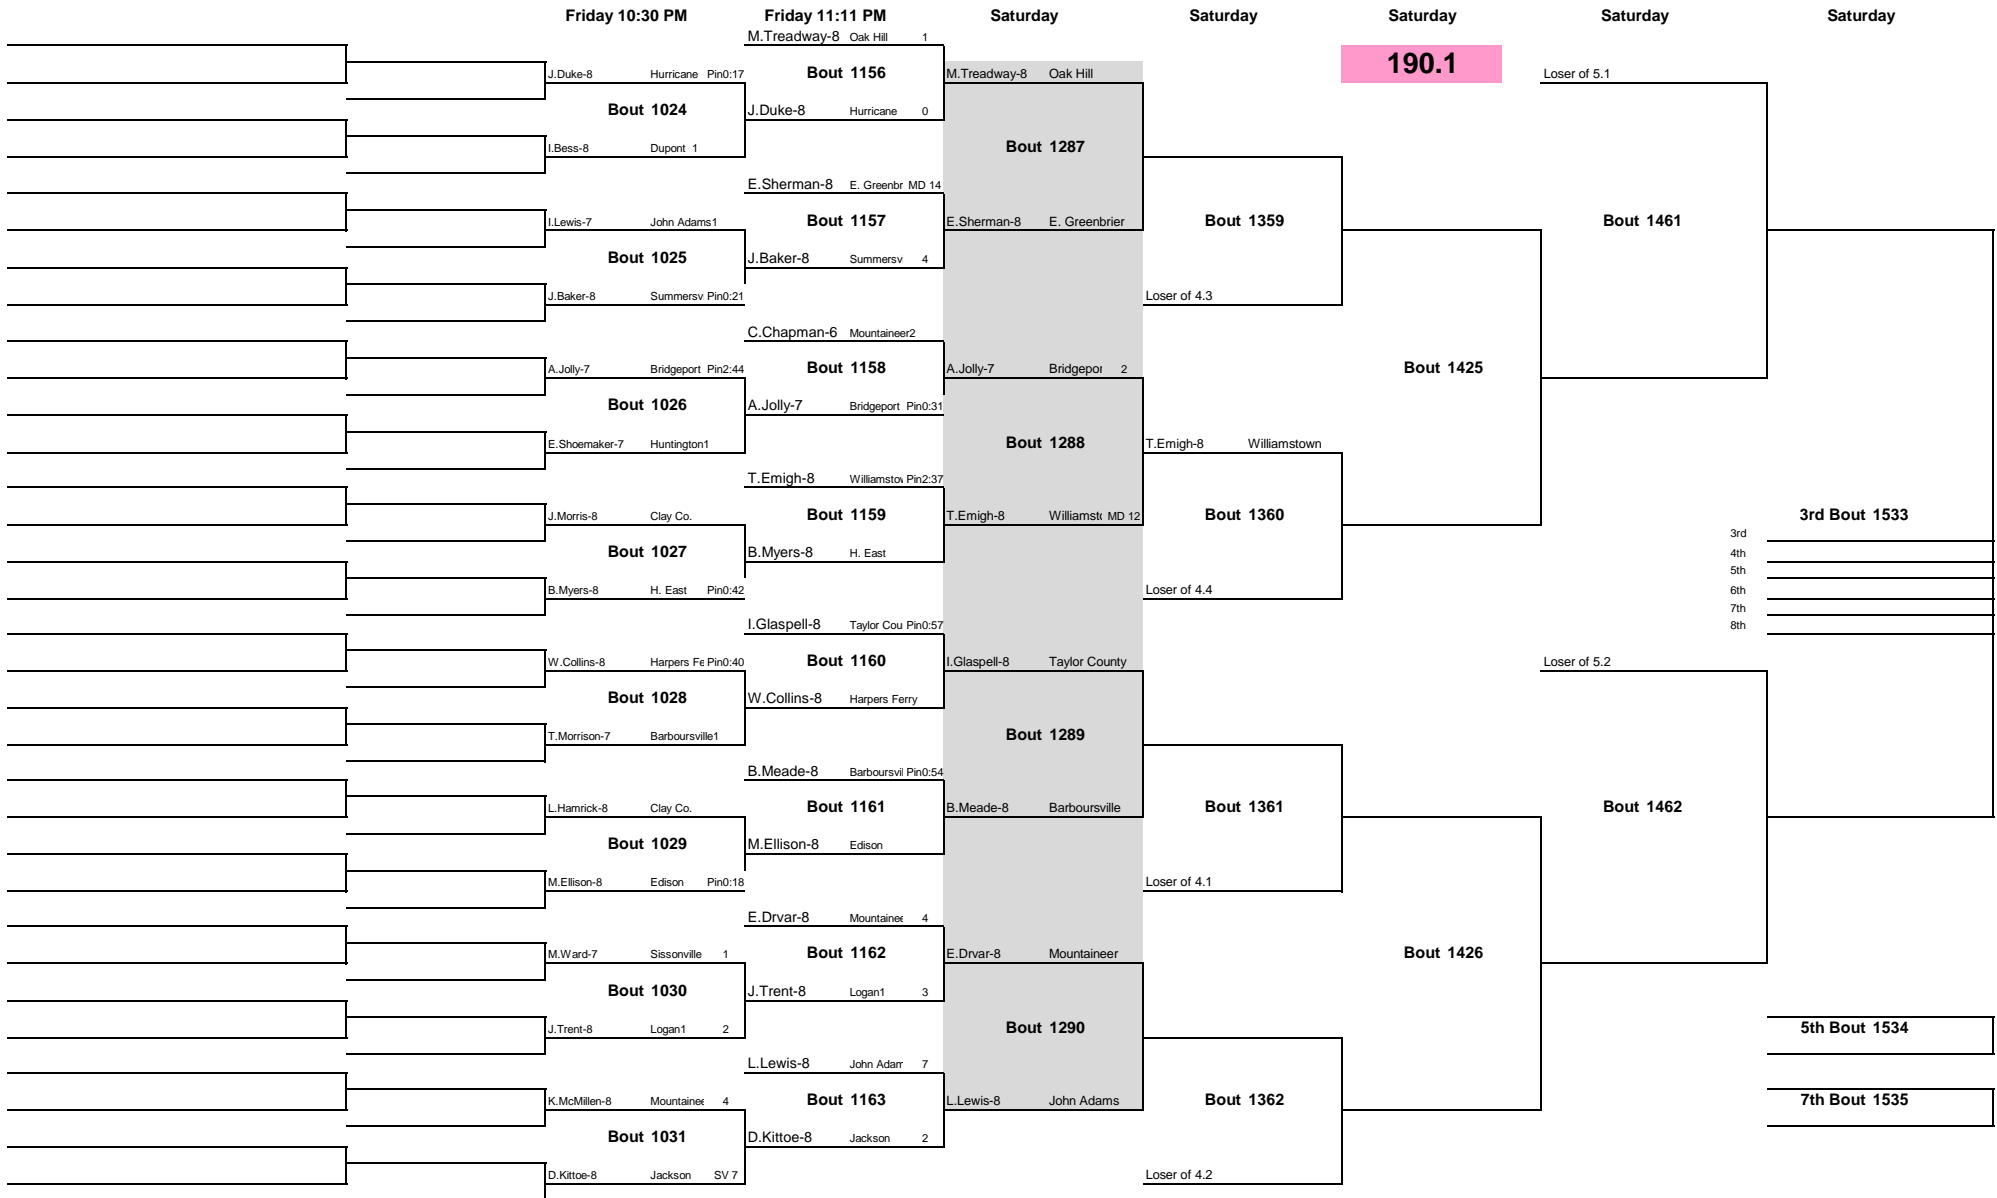 Friday 10:30 PM Friday 11:11 PM Saturday Saturday Saturday Saturday Saturday
M.Treadway-8 Oak Hill 1
J.Duke-8 Hurricane Pin0:17 Bout 1156 M.Treadway-8 Oak Hill 190.1 Loser of 5.1
Bout 1024 J.Duke-8 Hurricane 0
I.Bess-8 Dupont 1 Bout 1287
E.Sherman-8 E. Greenbr MD 14
I.Lewis-7 John Adams1 Bout 1157 E.Sherman-8 E. Greenbrier Bout 1359 Bout 1461
Bout 1025 J.Baker-8 Summersv 4
J.Baker-8 Summersv Pin0:21 Loser of 4.3
C.Chapman-6 Mountaineer2
A.Jolly-7 Bridgeport Pin2:44 Bout 1158 A.Jolly-7 Bridgepor 2 Bout 1425
Bout 1026 A.Jolly-7 Bridgeport Pin0:31
E.Shoemaker-7 Huntington1 Bout 1288 T.Emigh-8 Williamstown
T.Emigh-8 Williamstov Pin2:37
J.Morris-8 Clay Co. Bout 1159 T.Emigh-8 Williamstc MD 12 Bout 1360 3rd Bout 1533
3rd
Bout 1027 B.Myers-8 H. East 4th
5th
B.Myers-8 H. East Pin0:42 Loser of 4.4 6th
7th
I.Glaspell-8 Taylor Cou Pin0:57 8th
W.Collins-8 Harpers Fe Pin0:40 Bout 1160 I.Glaspell-8 Taylor County Loser of 5.2
Bout 1028 W.Collins-8 Harpers Ferry
T.Morrison-7 Barboursville1 Bout 1289
B.Meade-8 Barboursvil Pin0:54
L.Hamrick-8 Clay Co. Bout 1161 B.Meade-8 Barboursville Bout 1361 Bout 1462
Bout 1029 M.Ellison-8 Edison
M.Ellison-8 Edison Pin0:18 Loser of 4.1
E.Drvar-8 Mountainee 4
M.Ward-7 Sissonville 1 Bout 1162 E.Drvar-8 Mountaineer Bout 1426
Bout 1030 J.Trent-8 Logan1 3
J.Trent-8 Logan1 2 Bout 1290 5th Bout 1534
L.Lewis-8 John Adam 7
K.McMillen-8 Mountainee 4 Bout 1163 L.Lewis-8 John Adams Bout 1362 7th Bout 1535
Bout 1031 D.Kittoe-8 Jackson 2
D.Kittoe-8 Jackson SV 7 Loser of 4.2